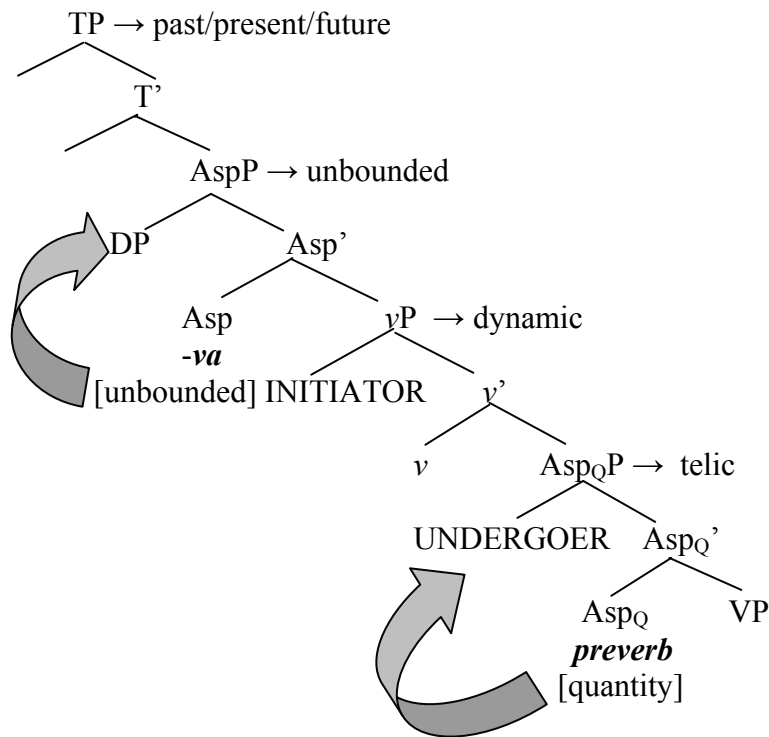 TP → past/present/future
T’
AspP → unbounded
DP Asp’
Asp vP → dynamic
-va
[unbounded] INITIATOR v’
v AspQP → telic
UNDERGOER AspQ’
AspQ VP
preverb
[quantity]